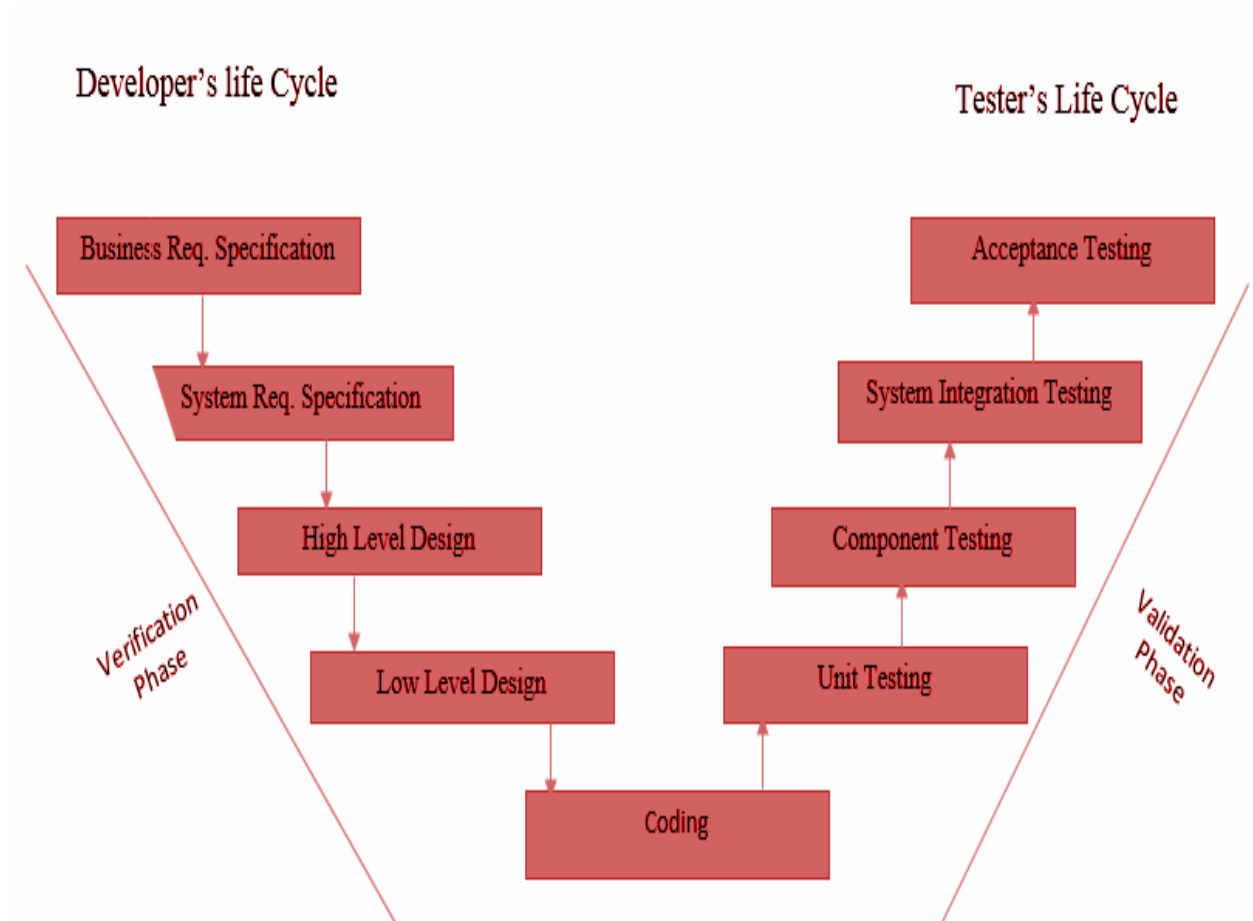 Developer’s life Cycle
Tester’s Life Cycle
Business Req. Specification
Acceptance Testing
System Req. Specification
System Integration Testing
High Level Design
Component Testing
Verification
Phase
Validation
Phase
Low Level Design
Unit Testing
Coding